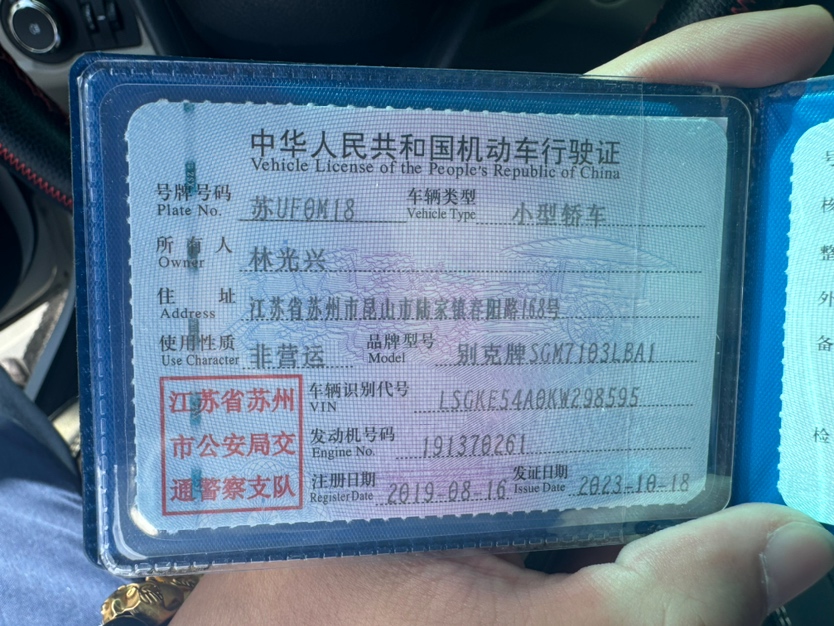 中华人民共和国机动车行驶证
Vehicle License of the People's Republic of China
号牌号码 苏UF0M18 车辆类型 小型轿车
Plate No. Vehicle Type
所有人 林光兴
Owner
住址 江苏省苏州市昆山市陆家镇春阳路168号
Address
使用性质 非营运 品牌型号 别克牌SGM7103LBA1
Use Character Model
江苏省苏州
市公安局交
通警察支队
车辆识别代号 LSGKE54A0KW298595
VIN
发动机号码 191370261
Engine No.
注册日期 2019-08-16 发证日期 2023-10-18
Register Date Issue Date
号
核
整
外
备
检